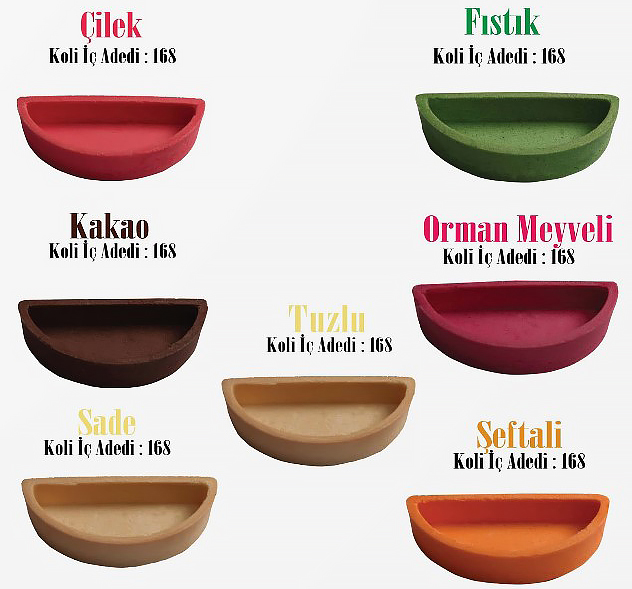 Çilek
Koli İç Adedi : 168
Fıstık
Koli İç Adedi : 168
Kakao
Koli İç Adedi : 168
Orman Meyveli
Koli İç Adedi : 168
Tuzlu
Koli İç Adedi : 168
Sade
Koli İç Adedi : 168
Şeftali
Koli İç Adedi : 168